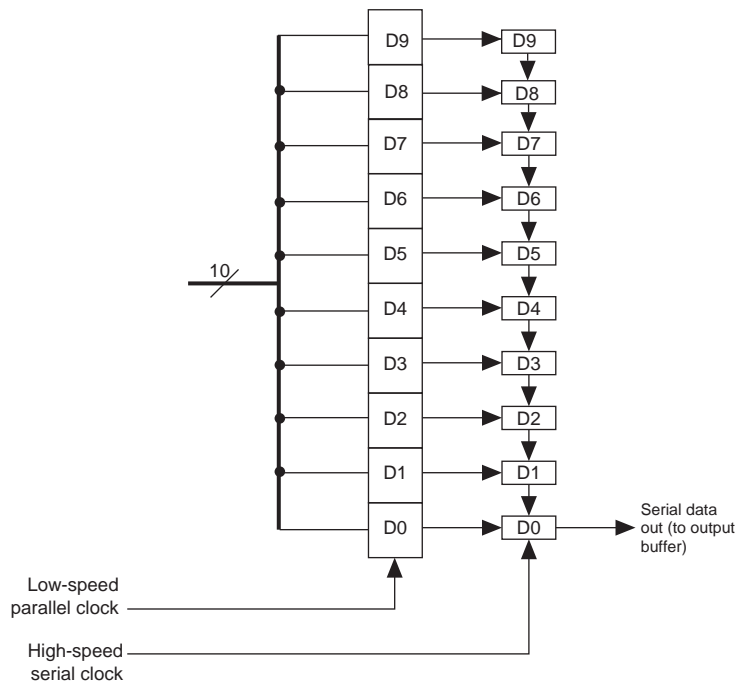 D9 D9
D8 D8
D7 D7
D6 D6
10
D5 D5
D4 D4
D3 D3
D2 D2
D1 D1
D0 D0
Serial data
out (to output
buffer)
Low-speed
parallel clock
High-speed
serial clock